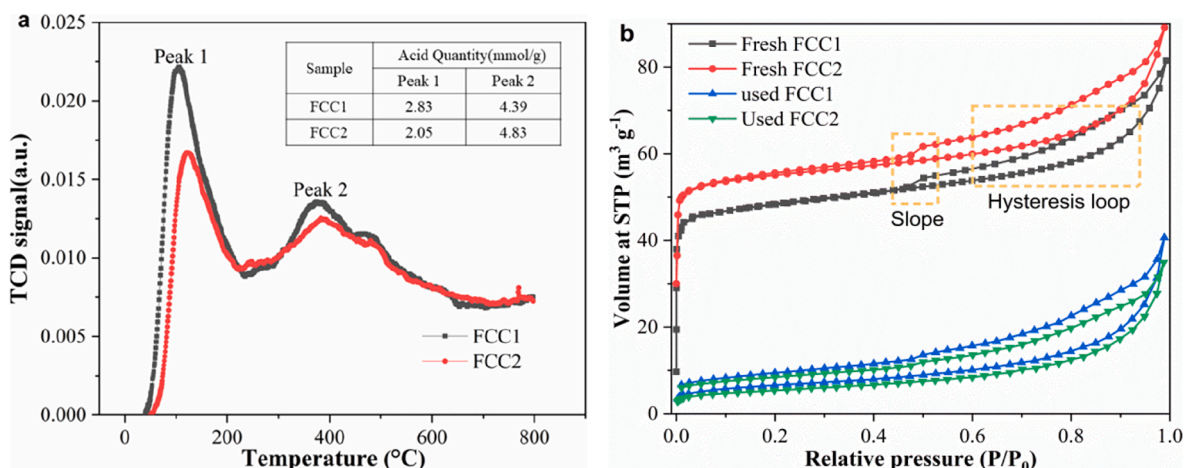 a
TCD signal(a.u.)
0.025
0.020
0.015
0.010
0.005
0.000
Peak 1
Peak 2
Sample
Acid Quantity(mmol/g)
Peak 1 Peak 2
FCC1 2.83 4.39
FCC2 2.05 4.83
FCC1
FCC2
0 200 400 600 800
Temperature (°C)
b
Volume at STP (m³ g⁻¹)
80
60
40
20
0
Fresh FCC1
Fresh FCC2
used FCC1
Used FCC2
Slope
Hysteresis loop
0.0 0.2 0.4 0.6 0.8 1.0
Relative pressure (P/P₀)